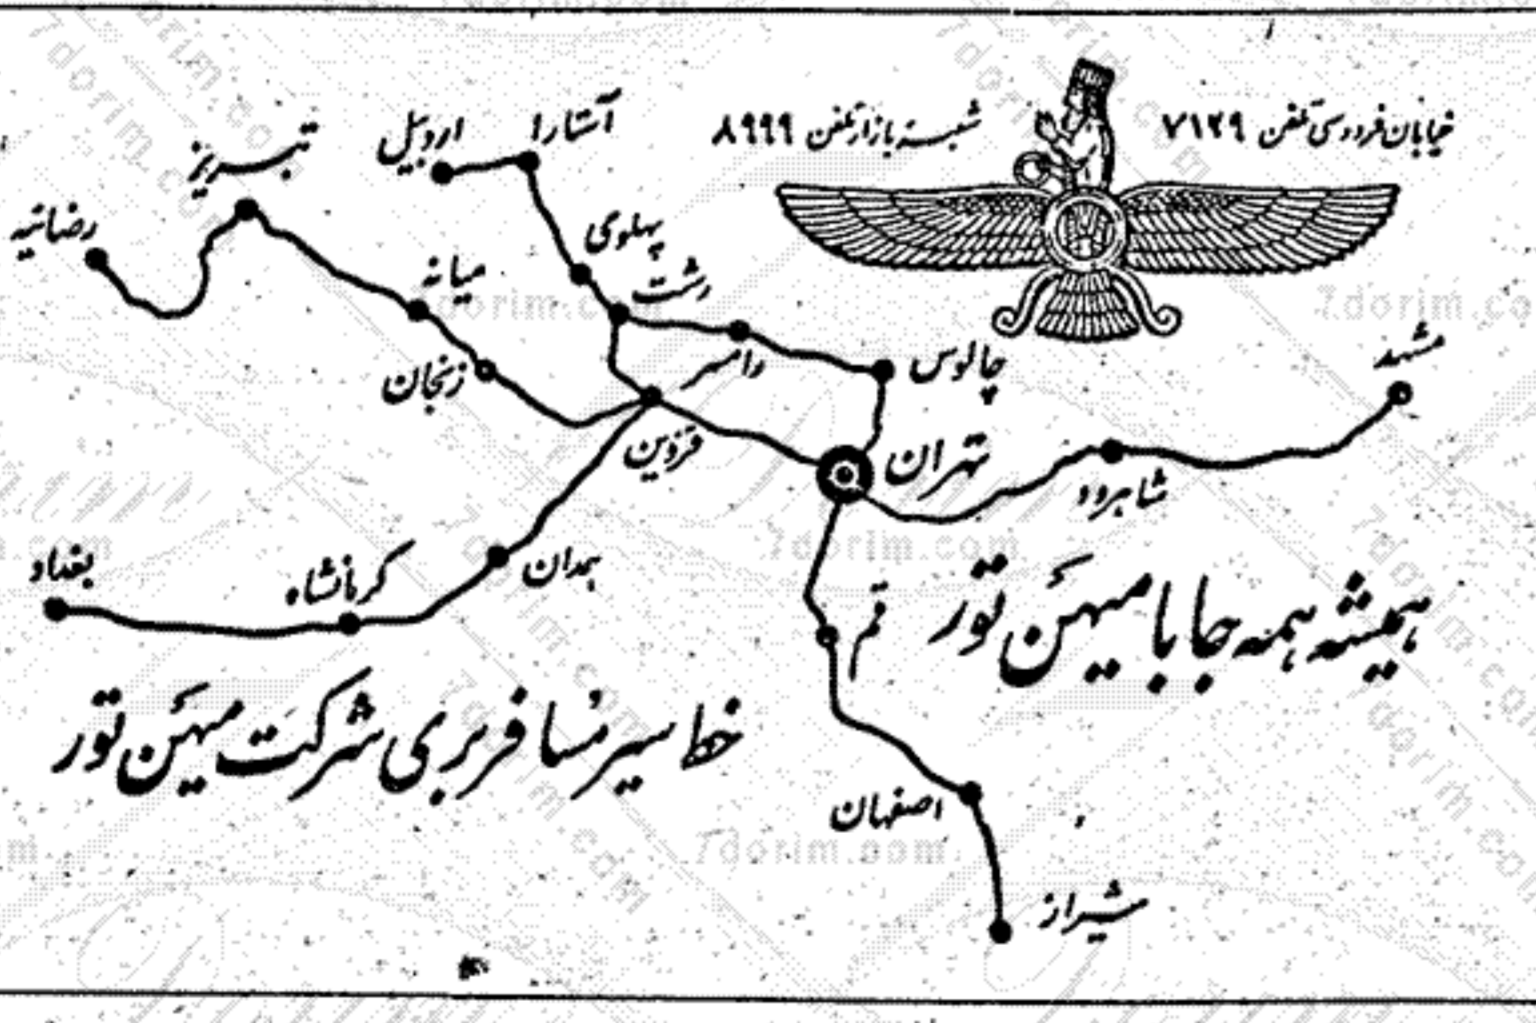 خیابان فردوسی تلفن ۷۱۲۹
شعبه بازار تلفن ۸۹۹۹
آستارا
اردبیل
تبریز
رضائیه
پهلوی
میانه
رشت
رامسر
چالوس
مشهد
زنجان
قزوین
تهران
شاهرود
همدان
کرمانشاه
بغداد
قم
همیشه همه جا با میهن تور
خط سیر مسافربری شرکت میهن تور
اصفهان
شیراز
7dorim.com